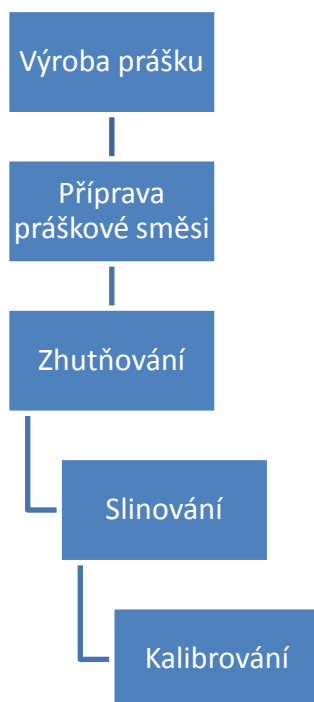 Výroba prášku
Příprava
práškové směsi
Zhutňování
Slinování
Kalibrování